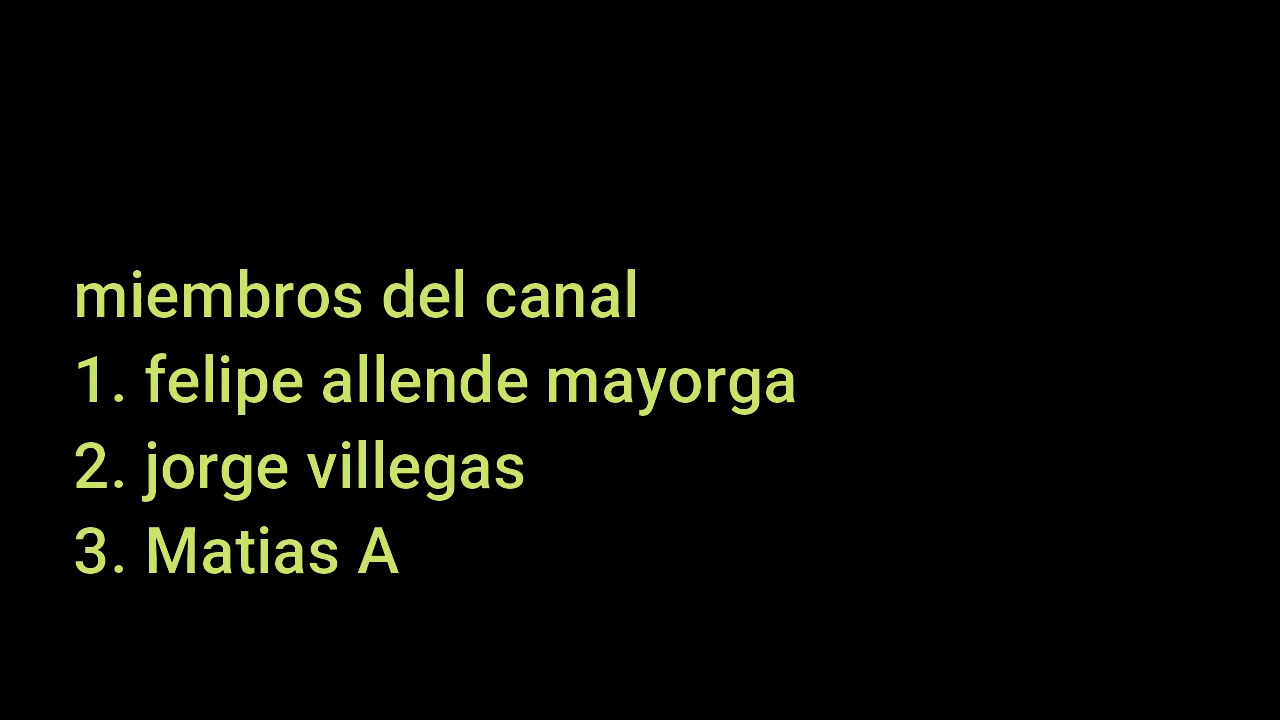 miembros del canal
1. felipe allende mayorga
2. jorge villegas
3. Matias A